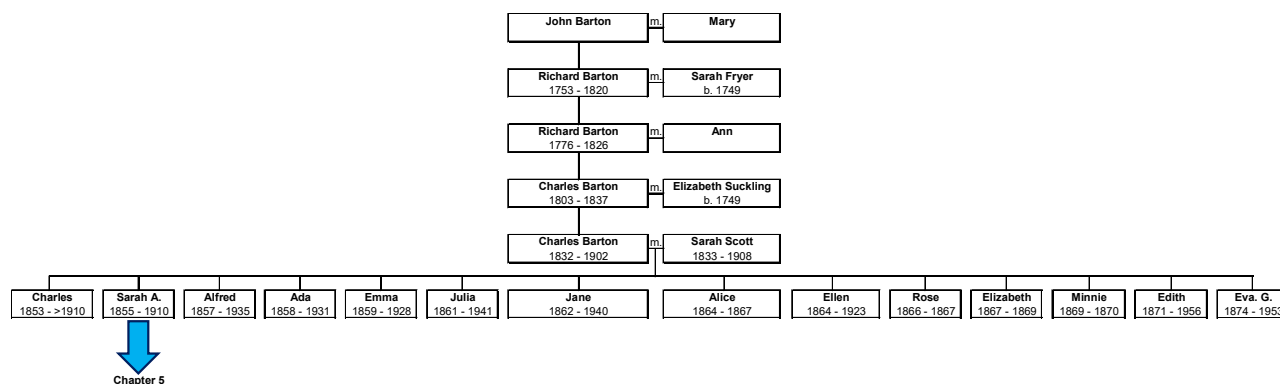 John Barton
m.
Mary
Richard Barton
1753 - 1820
m.
Sarah Fryer
b. 1749
Richard Barton
1776 - 1826
m.
Ann
Charles Barton
1803 - 1837
m.
Elizabeth Suckling
b. 1749
Charles Barton
1832 - 1902
m.
Sarah Scott
1833 - 1908
Charles
1853 - >1910
Sarah A.
1855 - 1910
Alfred
1857 - 1935
Ada
1858 - 1931
Emma
1859 - 1928
Julia
1861 - 1941
Jane
1862 - 1940
Alice
1864 - 1867
Ellen
1864 - 1923
Rose
1866 - 1867
Elizabeth
1867 - 1869
Minnie
1869 - 1870
Edith
1871 - 1956
Eva. G.
1874 - 1953
Chapter 5